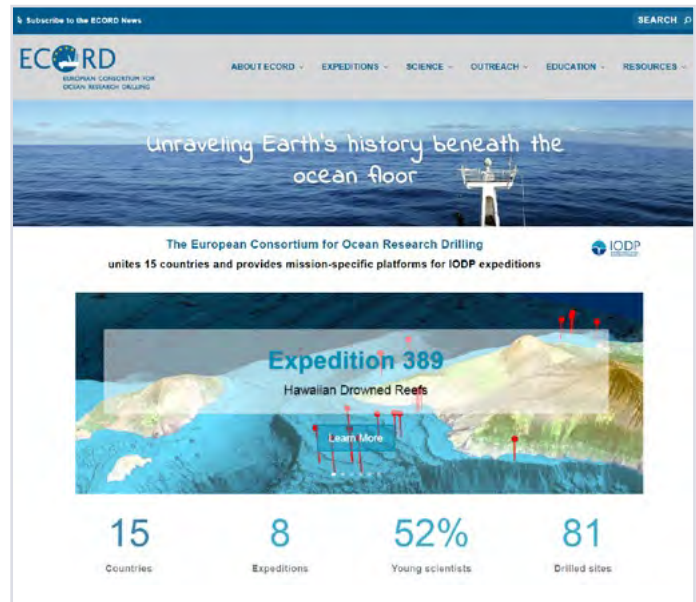 Subscribe to the ECORD News
SEARCH
ECORD
EUROPEAN CONSORTIUM FOR
OCEAN RESEARCH DRILLING
ABOUT ECORD
EXPEDITIONS
SCIENCE
OUTREACH
EDUCATION
RESOURCES
Unraveling Earth's history beneath the
ocean floor
The European Consortium for Ocean Research Drilling
unites 15 countries and provides mission-specific platforms for IODP expeditions
IODP
Expedition 389
Hawaiian Drowned Reefs
Learn More
15
8
52%
81
Countries
Expeditions
Young scientists
Drilled sites